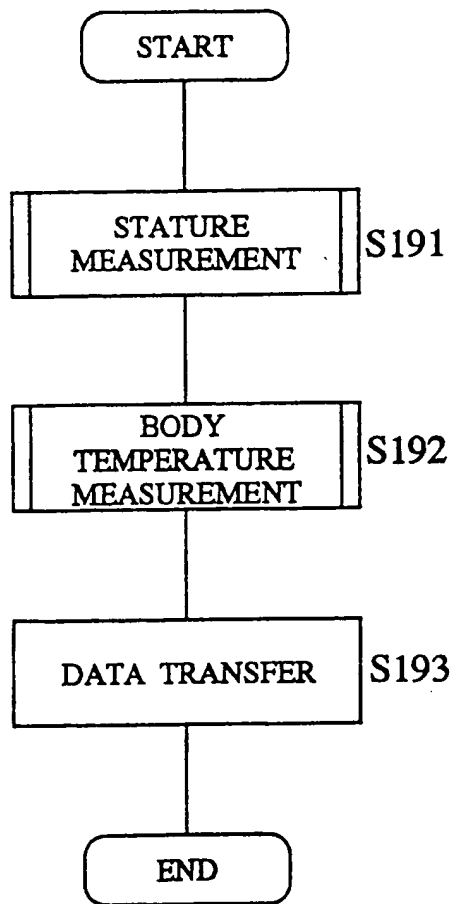 START
STATURE
MEASUREMENT
S191
BODY
TEMPERATURE
MEASUREMENT
S192
DATA TRANSFER
S193
END